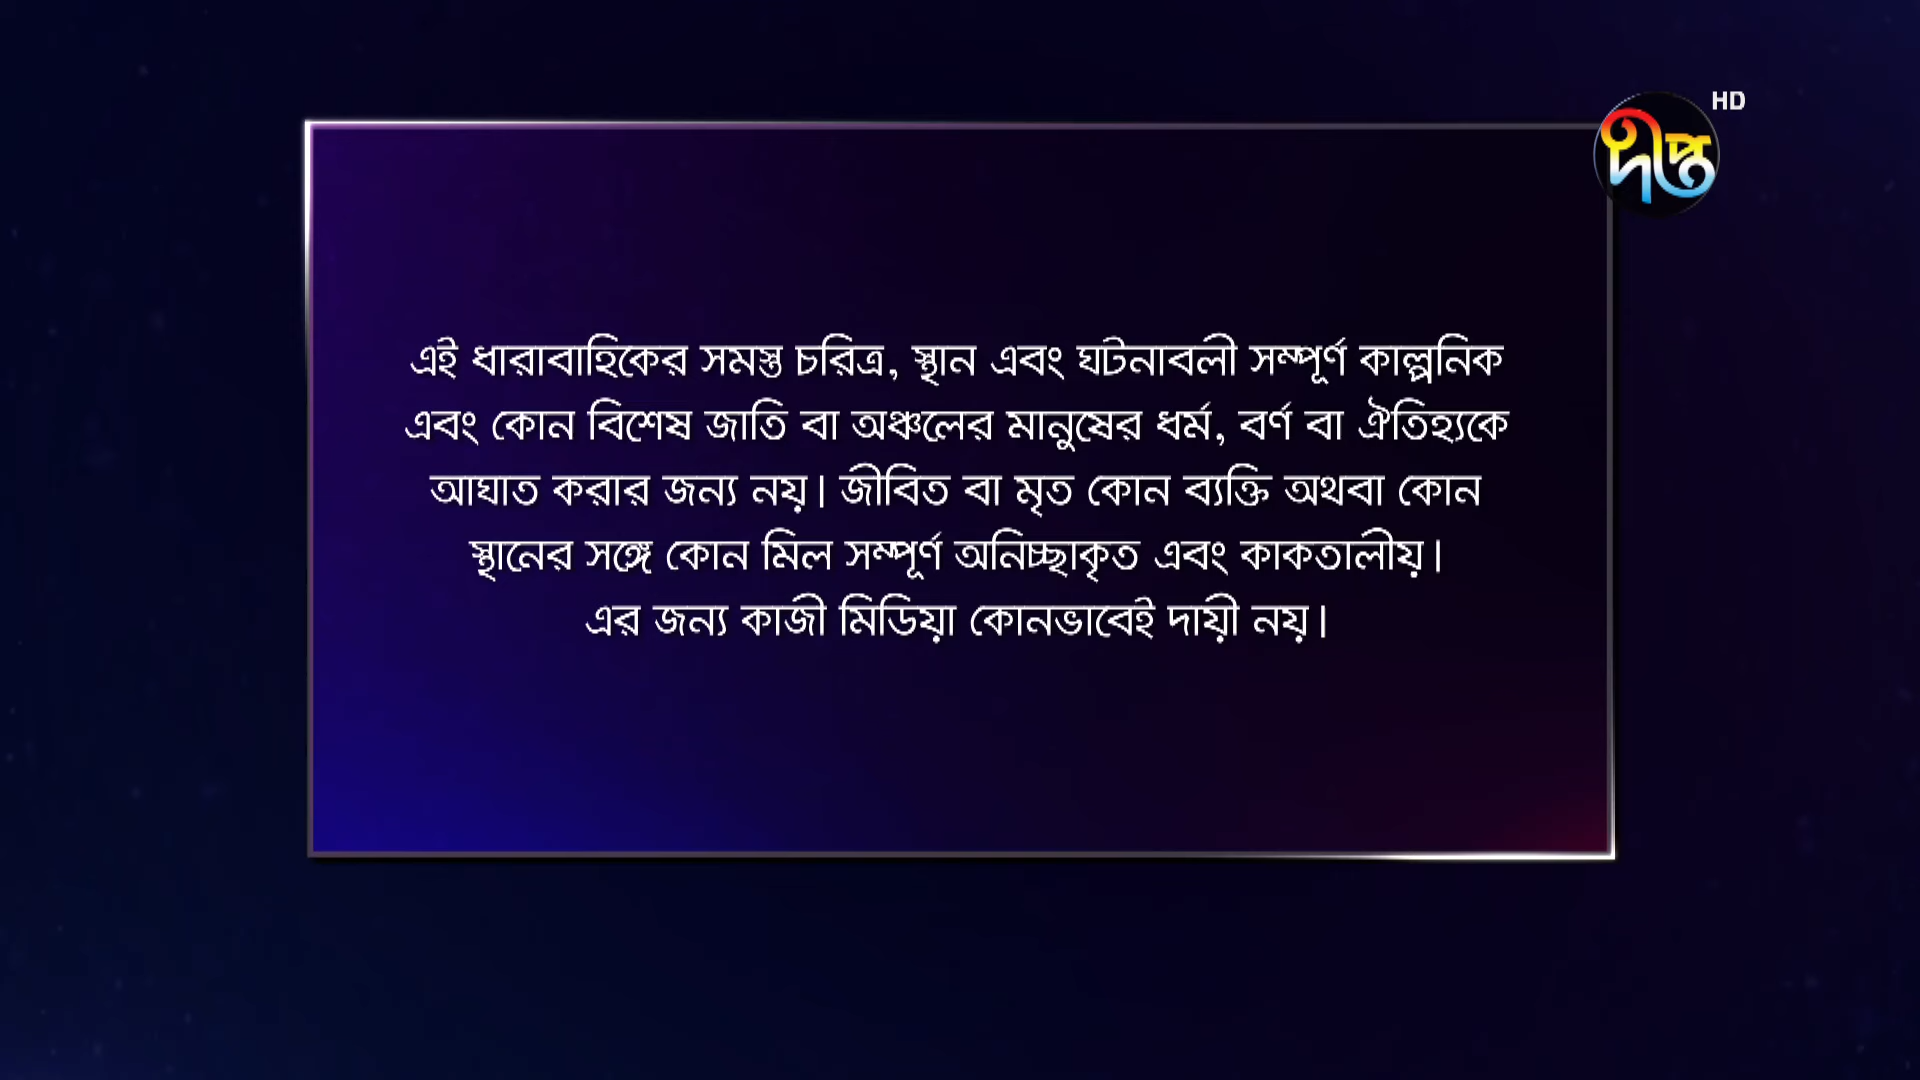 HD
দীপ্ত
এই ধারাবাহিকের সমস্ত চরিত্র, স্থান এবং ঘটনাবলী সম্পূর্ণ কাল্পনিক
এবং কোন বিশেষ জাতি বা অঞ্চলের মানুষের ধর্ম, বর্ণ বা ঐতিহ্যকে
আঘাত করার জন্য নয়। জীবিত বা মৃত কোন ব্যক্তি অথবা কোন
স্থানের সঙ্গে কোন মিল সম্পূর্ণ অনিচ্ছাকৃত এবং কাকতালীয়।
এর জন্য কাজী মিডিয়া কোনভাবেই দায়ী নয়।